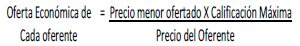 Oferta Económica de = Precio menor ofertado X Calificación Máxima
Cada oferente Precio del Oferente